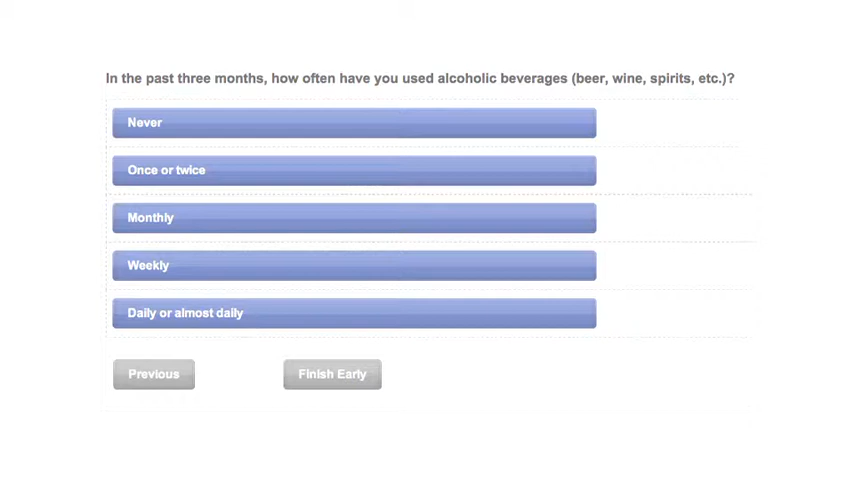 In the past three months, how often have you used alcoholic beverages (beer, wine, spirits, etc.)?
Never
Once or twice
Monthly
Weekly
Daily or almost daily
Previous
Finish Early